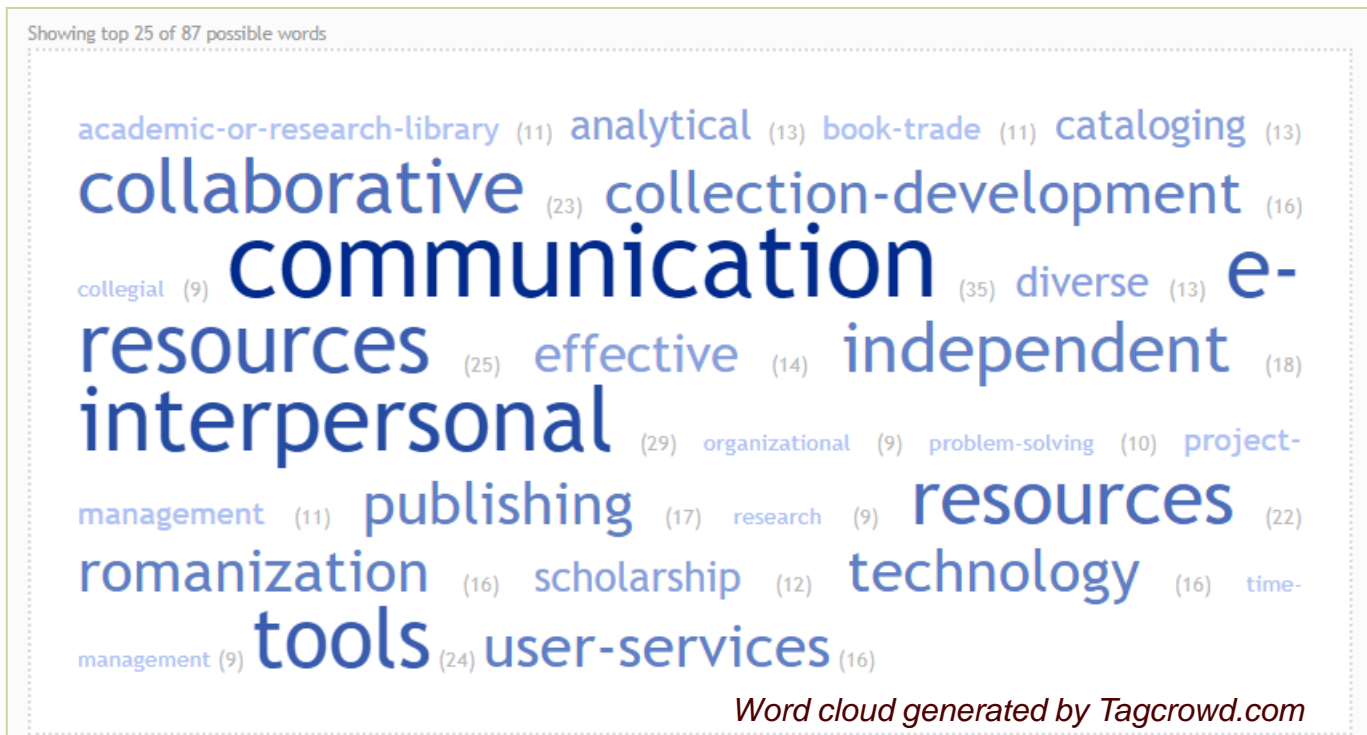 Showing top 25 of 87 possible words
academic-or-research-library (11) analytical (13) book-trade (11) cataloging (13)
collaborative (23) collection-development (16)
collegial (9) communication (35) diverse (13) e-
resources (25) effective (14) independent (18)
interpersonal (29) organizational (9) problem-solving (10) project-
management (11) publishing (17) research (9) resources (22)
romanization (16) scholarship (12) technology (16) time-
management (9) tools (24) user-services (16)
Word cloud generated by Tagcrowd.com